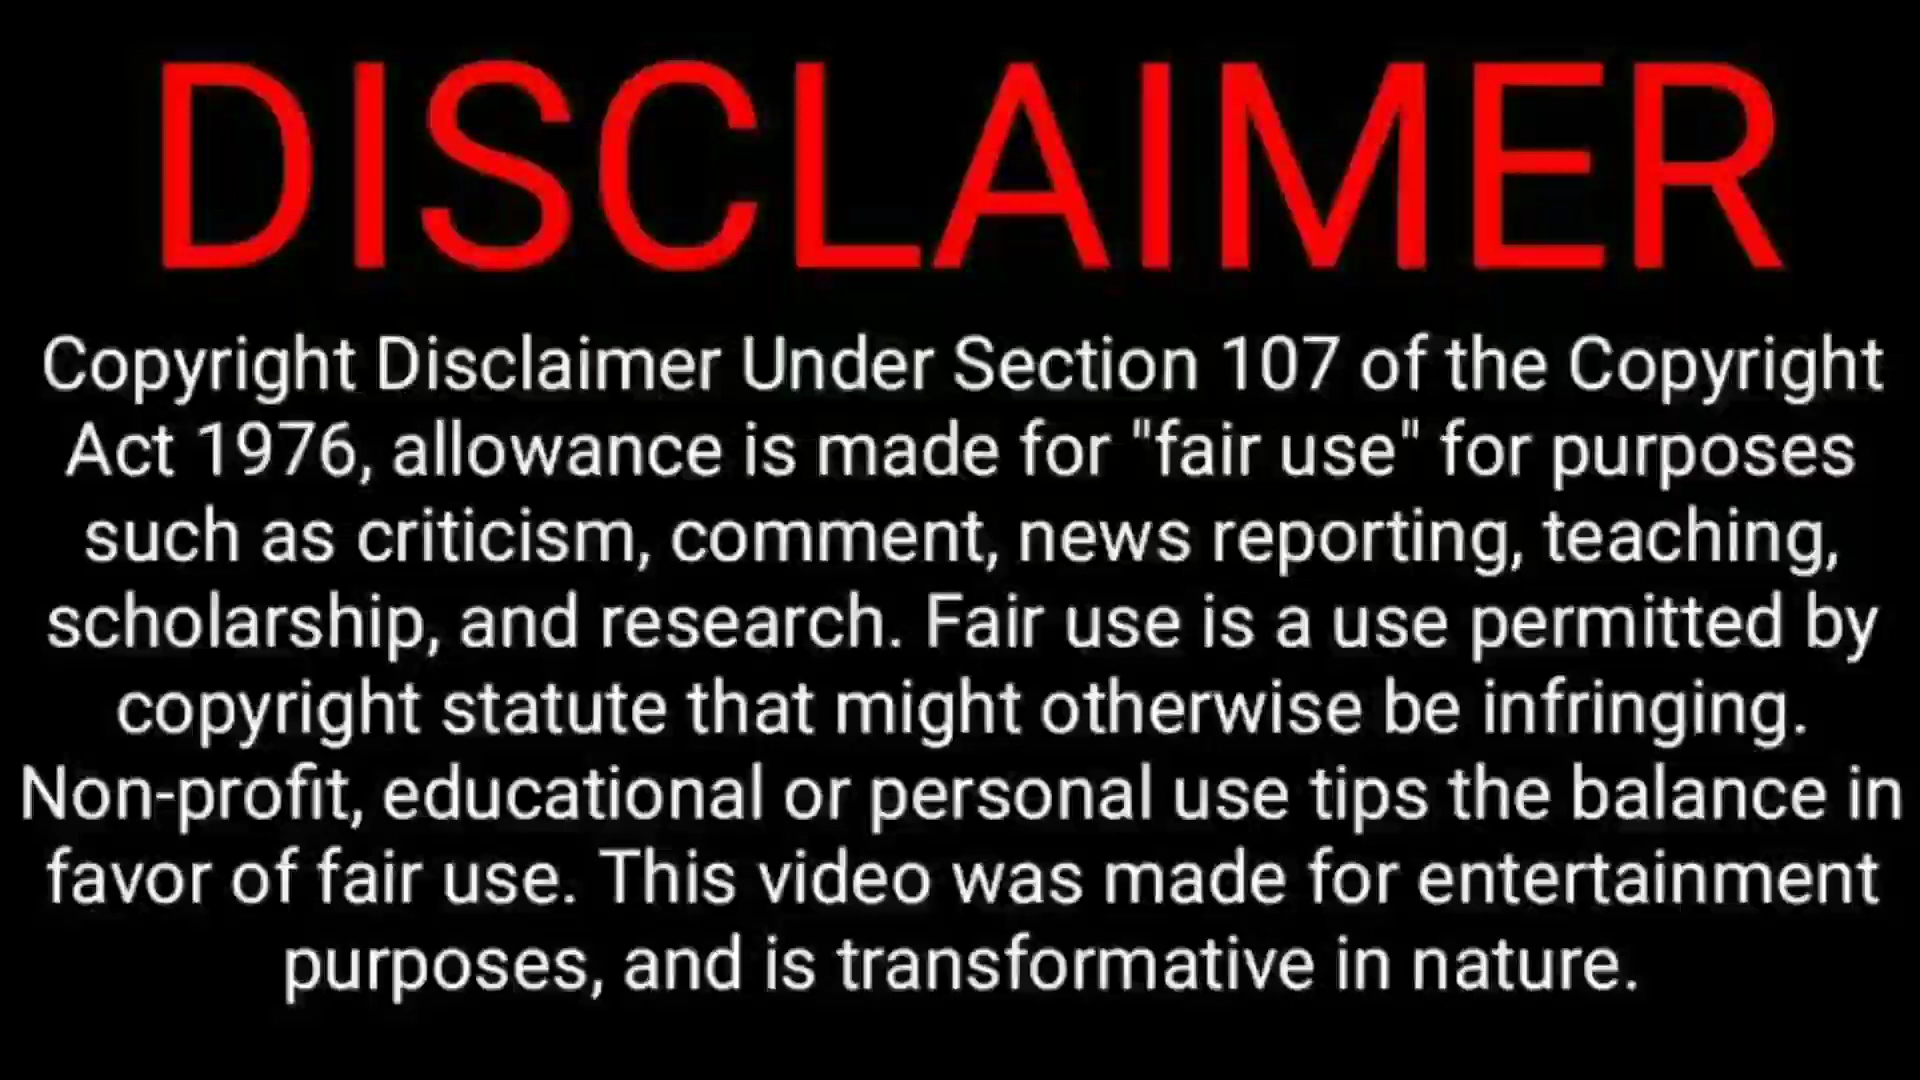 DISCLAIMER
Copyright Disclaimer Under Section 107 of the Copyright
Act 1976, allowance is made for "fair use" for purposes
such as criticism, comment, news reporting, teaching,
scholarship, and research. Fair use is a use permitted by
copyright statute that might otherwise be infringing.
Non-profit, educational or personal use tips the balance in
favor of fair use. This video was made for entertainment
purposes, and is transformative in nature.